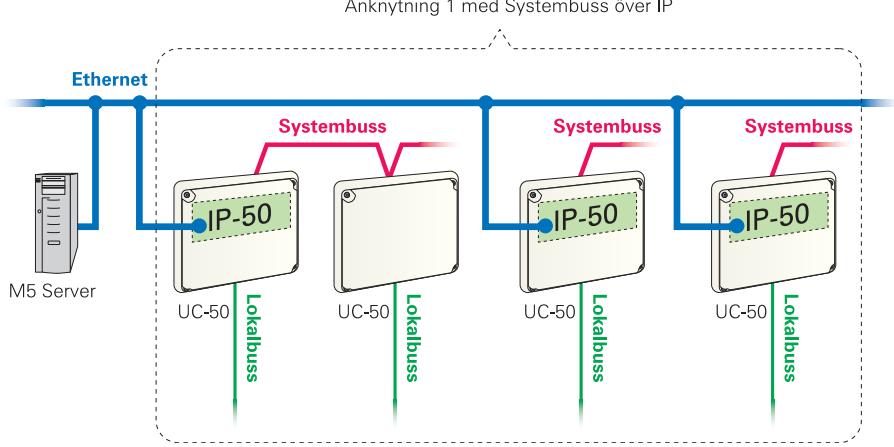 Anknytning 1 med Systembuss över IP
Ethernet
Systembuss
Systembuss
Systembuss
IP-50
IP-50
IP-50
M5 Server
UC-50
UC-50
UC-50
UC-50
Lokalbuss
Lokalbuss
Lokalbuss
Lokalbuss